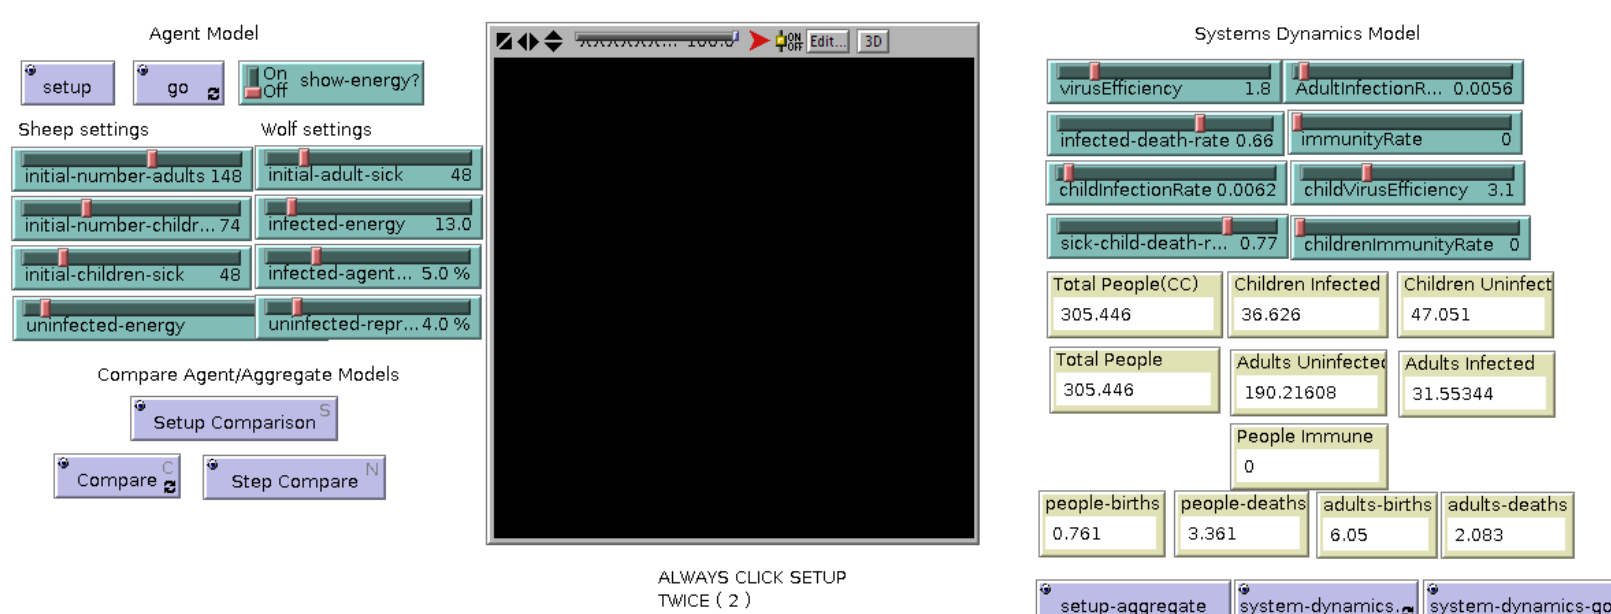 Agent Model
setup
go
On
Off
show-energy?
Sheep settings
Wolf settings
initial-number-adults 148
initial-adult-sick 48
initial-number-childr... 74
infected-energy 13.0
initial-children-sick 48
infected-agent... 5.0 %
uninfected-energy
uninfected-repr... 4.0 %
Compare Agent/Aggregate Models
Setup Comparison S
Compare C
Step Compare N
ON
OFF
Edit...
3D
ALWAYS CLICK SETUP
TWICE ( 2 )
Systems Dynamics Model
virusEfficiency 1.8
AdultInfectionR... 0.0056
infected-death-rate 0.66
immunityRate 0
childInfectionRate 0.0062
childVirusEfficiency 3.1
sick-child-death-r... 0.77
childrenImmunityRate 0
Total People(CC)
305.446
Children Infected
36.626
Children Uninfect
47.051
Total People
305.446
Adults Uninfected
190.21608
Adults Infected
31.55344
People Immune
0
people-births
0.761
people-deaths
3.361
adults-births
6.05
adults-deaths
2.083
setup-aggregate
system-dynamics.
system-dynamics-go